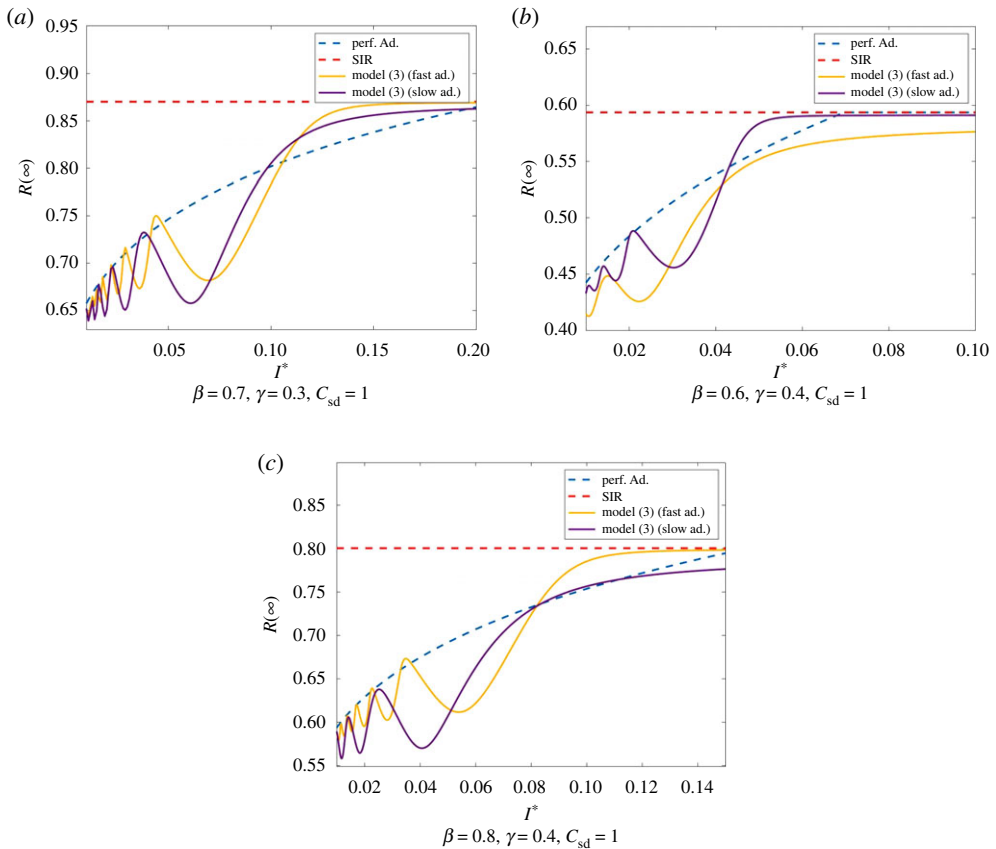 (a)
0.95
0.90
0.85
0.80
0.75
0.70
0.65
R(∞)
perf. Ad.
SIR
model (3) (fast ad.)
model (3) (slow ad.)
0.05 0.10 0.15 0.20
I*
β = 0.7, γ = 0.3, C_sd = 1
(b)
0.65
0.60
0.55
0.50
0.45
0.40
R(∞)
perf. Ad.
SIR
model (3) (fast ad.)
model (3) (slow ad.)
0.02 0.04 0.06 0.08 0.10
I*
β = 0.6, γ = 0.4, C_sd = 1
(c)
0.85
0.80
0.75
0.70
0.65
0.60
0.55
R(∞)
perf. Ad.
SIR
model (3) (fast ad.)
model (3) (slow ad.)
0.02 0.04 0.06 0.08 0.10 0.12 0.14
I*
β = 0.8, γ = 0.4, C_sd = 1